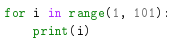 for i in range(1, 101):
    print(i)